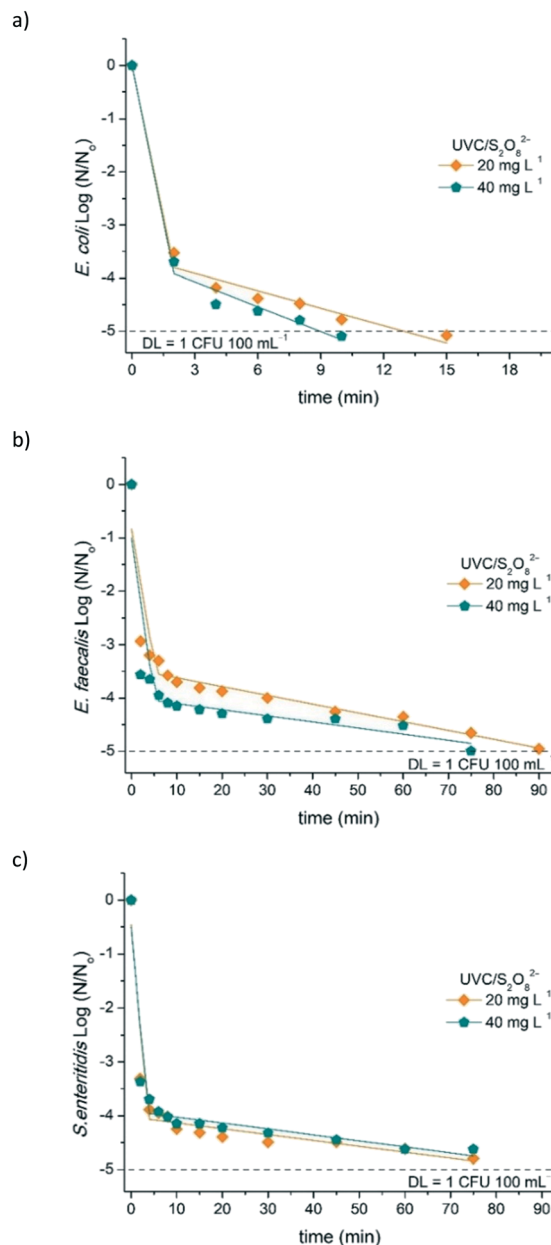 a)
0
-1
-2
-3
-4
-5
E. coli Log (N/N₀)
UVC/S₂O₈²⁻
20 mg L⁻¹
40 mg L⁻¹
DL = 1 CFU 100 mL⁻¹
0 3 6 9 12 15 18
time (min)
b)
0
-1
-2
-3
-4
-5
E. faecalis Log (N/N₀)
UVC/S₂O₈²⁻
20 mg L⁻¹
40 mg L⁻¹
DL = 1 CFU 100 mL⁻
0 10 20 30 40 50 60 70 80 90
time (min)
c)
0
-1
-2
-3
-4
-5
S.enteritidis Log (N/N₀)
UVC/S₂O₈²⁻
20 mg L⁻¹
40 mg L⁻¹
DL = 1 CFU 100 mL⁻
0 10 20 30 40 50 60 70 80 90
time (min)